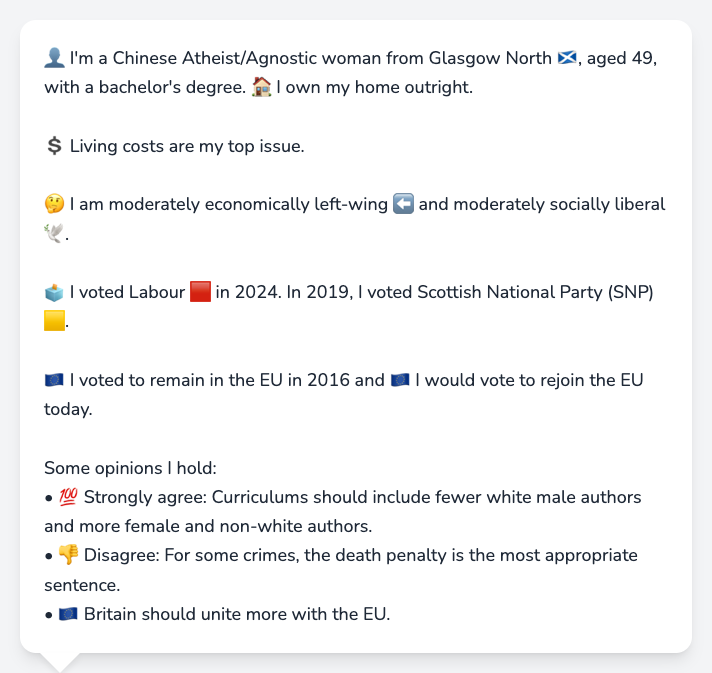 👤 I'm a Chinese Atheist/Agnostic woman from Glasgow North 🏴󠁧󠁢󠁳󠁣󠁴󠁿, aged 49,
with a bachelor's degree. 🏠 I own my home outright.
💲 Living costs are my top issue.
🤔 I am moderately economically left-wing ⬅️ and moderately socially liberal
🕊️.
🗳️ I voted Labour 🟥 in 2024. In 2019, I voted Scottish National Party (SNP)
🟨.
🇪🇺 I voted to remain in the EU in 2016 and 🇪🇺 I would vote to rejoin the EU
today.
Some opinions I hold:
• 💯 Strongly agree: Curriculums should include fewer white male authors
and more female and non-white authors.
• 👎 Disagree: For some crimes, the death penalty is the most appropriate
sentence.
• 🇪🇺 Britain should unite more with the EU.